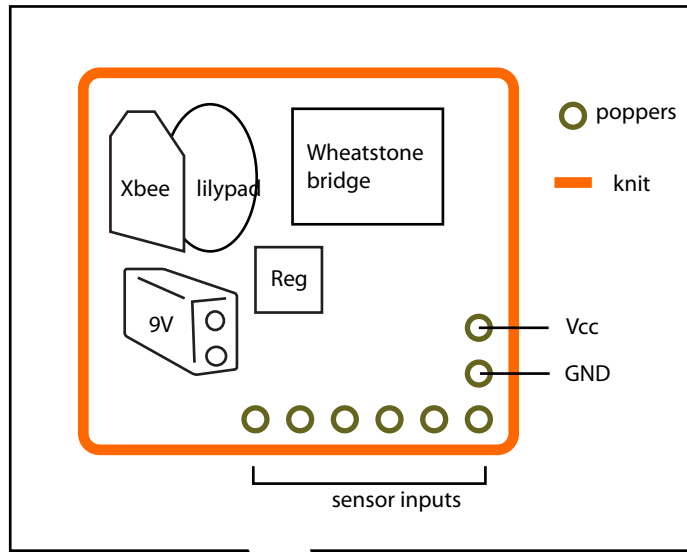 poppers
Wheatstone
bridge
Xbee
lilypad
knit
Reg
9V
Vcc
GND
sensor inputs